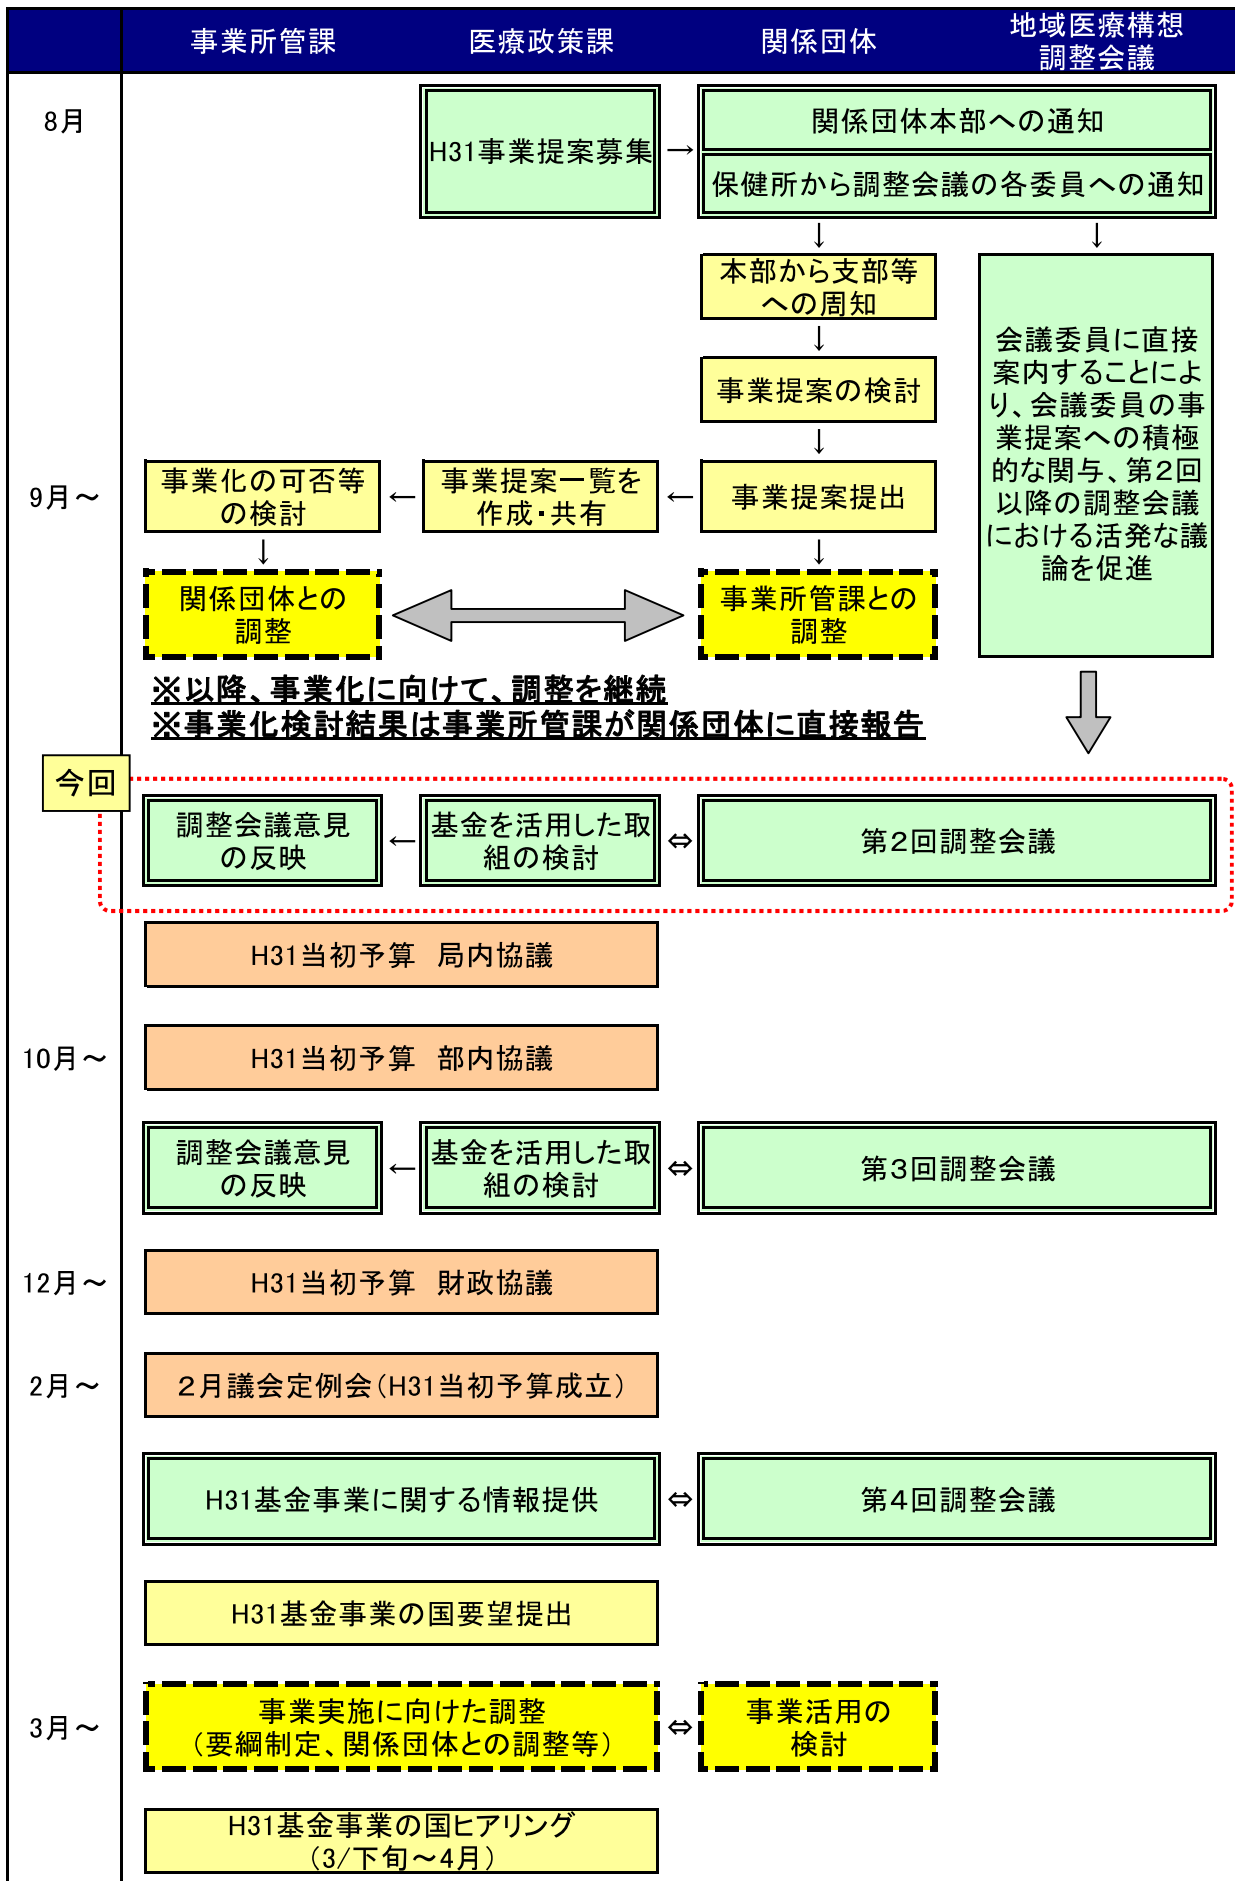 事業所管課
医療政策課
関係団体
地域医療構想
調整会議
8月
H31事業提案募集
→
関係団体本部への通知
保健所から調整会議の各委員への通知
↓
↓
本部から支部等
への周知
↓
事業提案の検討
↓
会議委員に直接
案内することによ
り、会議委員の事
業提案への積極
的な関与、第2回
以降の調整会議
における活発な議
論を促進
9月～
事業化の可否等
の検討
←
事業提案一覧を
作成・共有
←
事業提案提出
↓
↓
関係団体との
調整
事業所管課との
調整
※以降、事業化に向けて、調整を継続
※事業化検討結果は事業所管課が関係団体に直接報告
今回
調整会議意見
の反映
←
基金を活用した取
組の検討
⇔
第2回調整会議
H31当初予算　局内協議
10月～
H31当初予算　部内協議
調整会議意見
の反映
←
基金を活用した取
組の検討
⇔
第3回調整会議
12月～
H31当初予算　財政協議
2月～
２月議会定例会（H31当初予算成立）
H31基金事業に関する情報提供
⇔
第4回調整会議
H31基金事業の国要望提出
3月～
事業実施に向けた調整
（要綱制定、関係団体との調整等）
⇔
事業活用の
検討
H31基金事業の国ヒアリング
（3/下旬～4月）